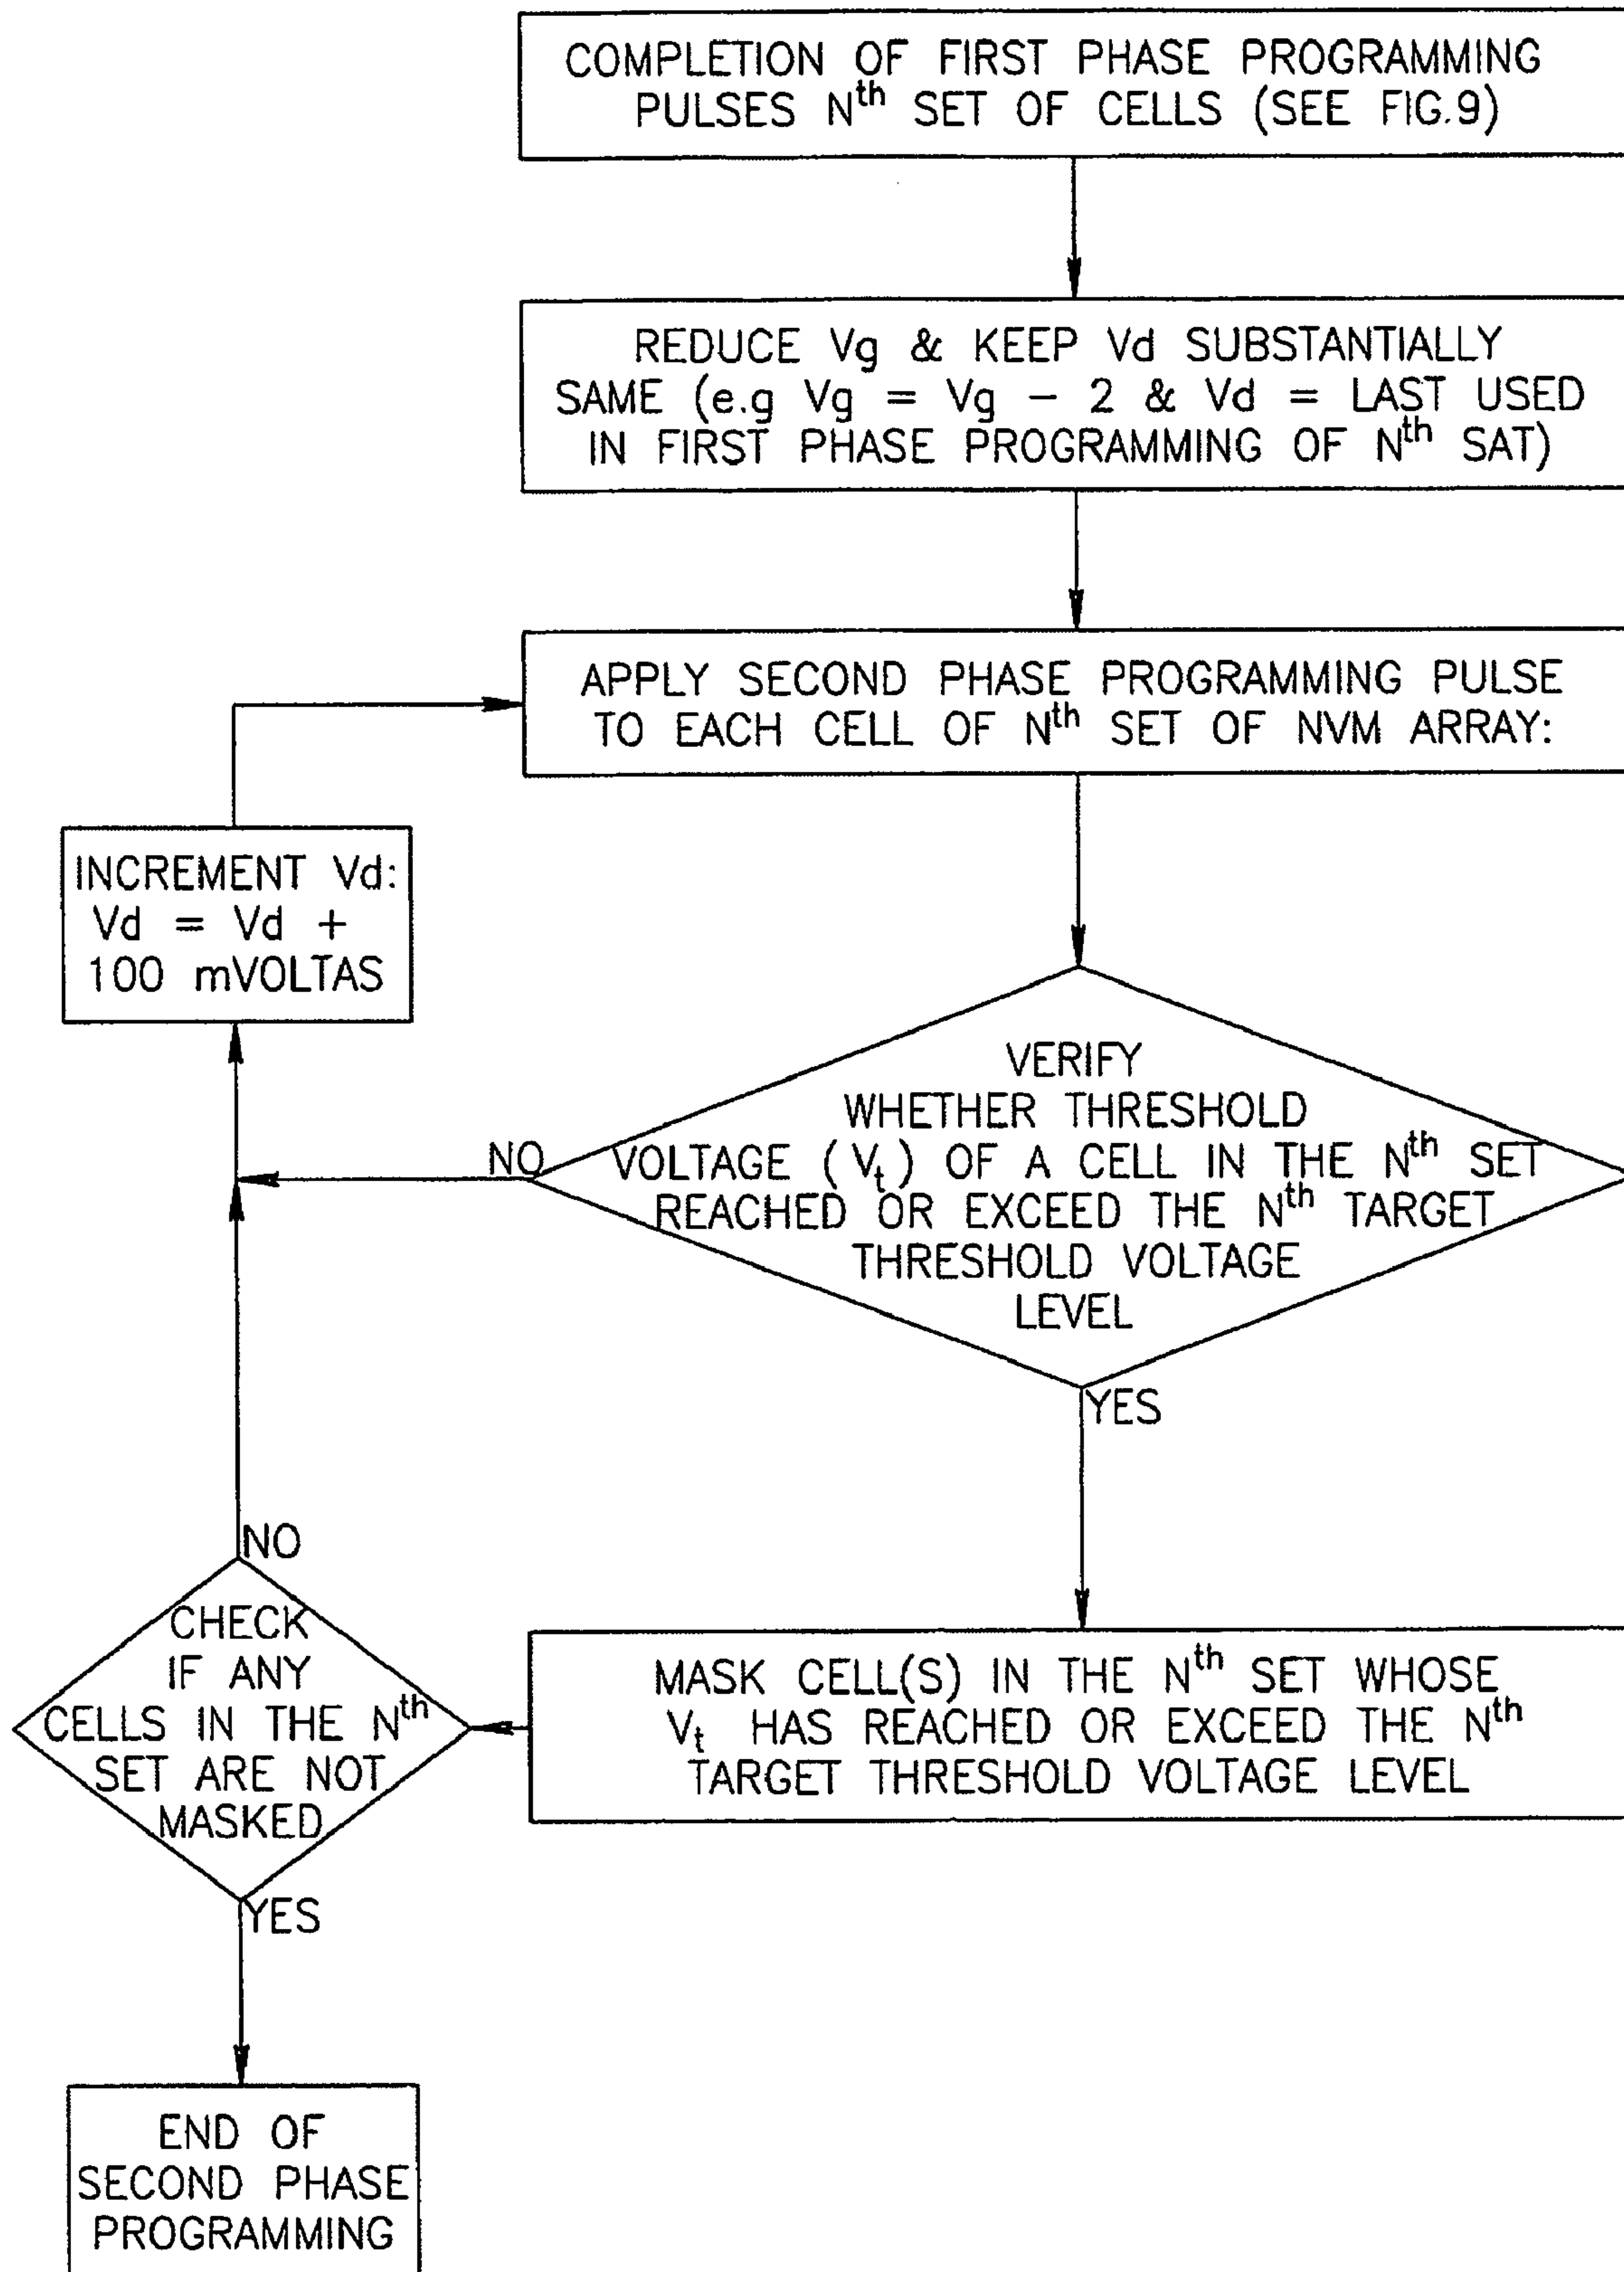 COMPLETION OF FIRST PHASE PROGRAMMING
PULSES Nth SET OF CELLS (SEE FIG.9)
REDUCE Vg & KEEP Vd SUBSTANTIALLY
SAME (e.g Vg = Vg - 2 & Vd = LAST USED
IN FIRST PHASE PROGRAMMING OF Nth SAT)
APPLY SECOND PHASE PROGRAMMING PULSE
TO EACH CELL OF Nth SET OF NVM ARRAY:
INCREMENT Vd:
Vd = Vd +
100 mVOLTAS
VERIFY
WHETHER THRESHOLD
VOLTAGE (Vt) OF A CELL IN THE Nth SET
REACHED OR EXCEED THE Nth TARGET
THRESHOLD VOLTAGE
LEVEL
NO
YES
MASK CELL(S) IN THE Nth SET WHOSE
Vt HAS REACHED OR EXCEED THE Nth
TARGET THRESHOLD VOLTAGE LEVEL
NO
CHECK
IF ANY
CELLS IN THE Nth
SET ARE NOT
MASKED
YES
END OF
SECOND PHASE
PROGRAMMING